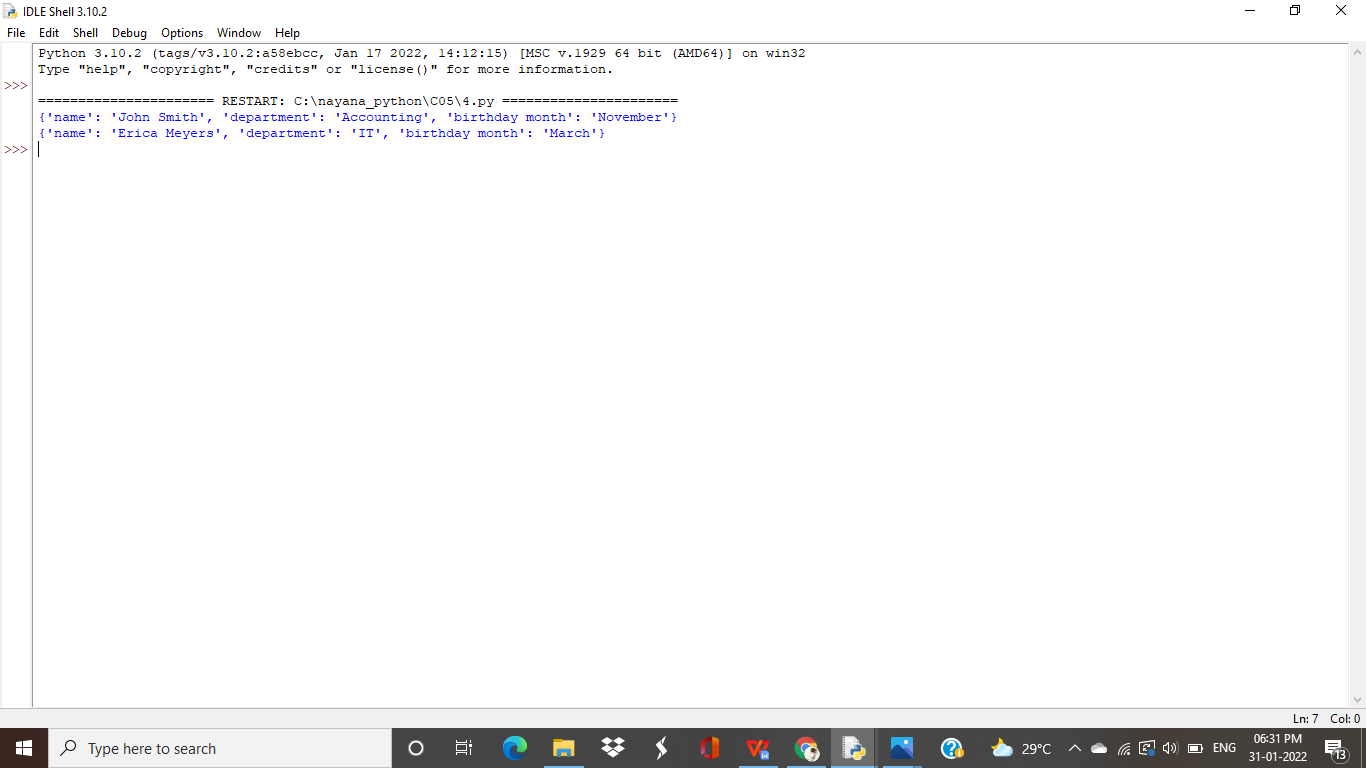 IDLE Shell 3.10.2
File Edit Shell Debug Options Window Help
Python 3.10.2 (tags/v3.10.2:a58ebcc, Jan 17 2022, 14:12:15) [MSC v.1929 64 bit (AMD64)] on win32
Type "help", "copyright", "credits" or "license()" for more information.
>>>
====================== RESTART: C:\nayana_python\C05\4.py ======================
{'name': 'John Smith', 'department': 'Accounting', 'birthday month': 'November'}
{'name': 'Erica Meyers', 'department': 'IT', 'birthday month': 'March'}
>>>
Ln: 7 Col: 0
Type here to search
29°C
ENG
06:31 PM
31-01-2022
13